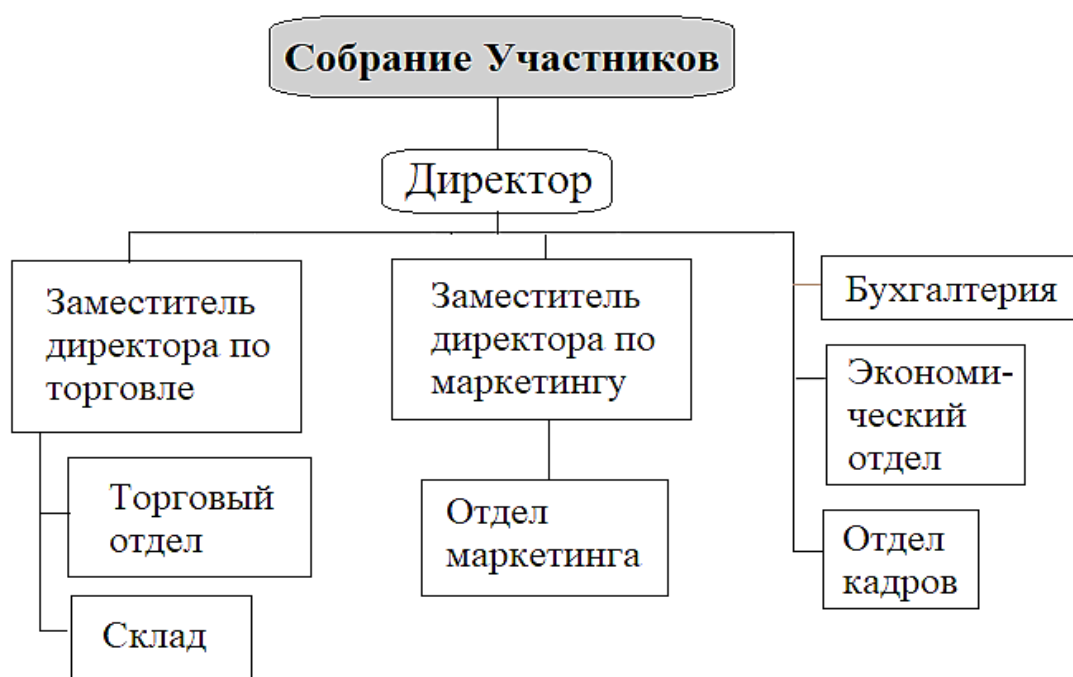 Собрание Участников
Директор
Заместитель
директора по
торговле
Торговый
отдел
Склад
Заместитель
директора по
маркетингу
Отдел
маркетинга
Бухгалтерия
Экономи-
ческий
отдел
Отдел
кадров